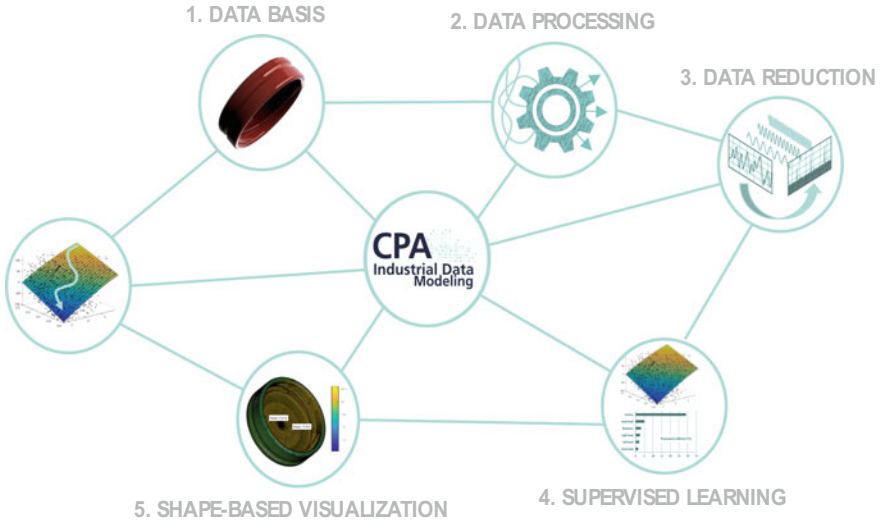 1. DATA BASIS
2. DATA PROCESSING
3. DATA REDUCTION
CPA
Industrial Data
Modeling
5. SHAPE-BASED VISUALIZATION
4. SUPERVISED LEARNING